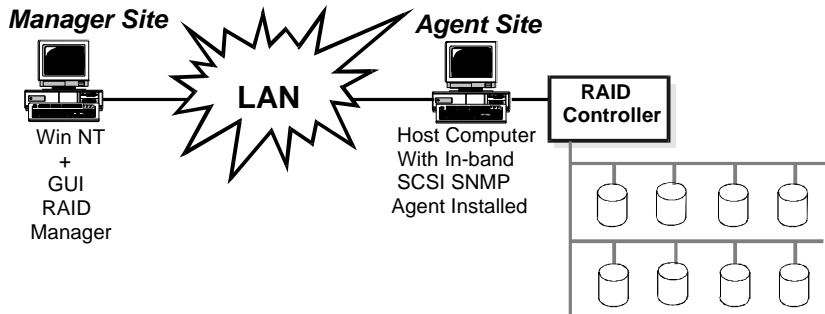 Manager Site
Agent Site
LAN
RAID
Controller
Win NT
+
GUI
RAID
Manager
Host Computer
With In-band
SCSI SNMP
Agent Installed